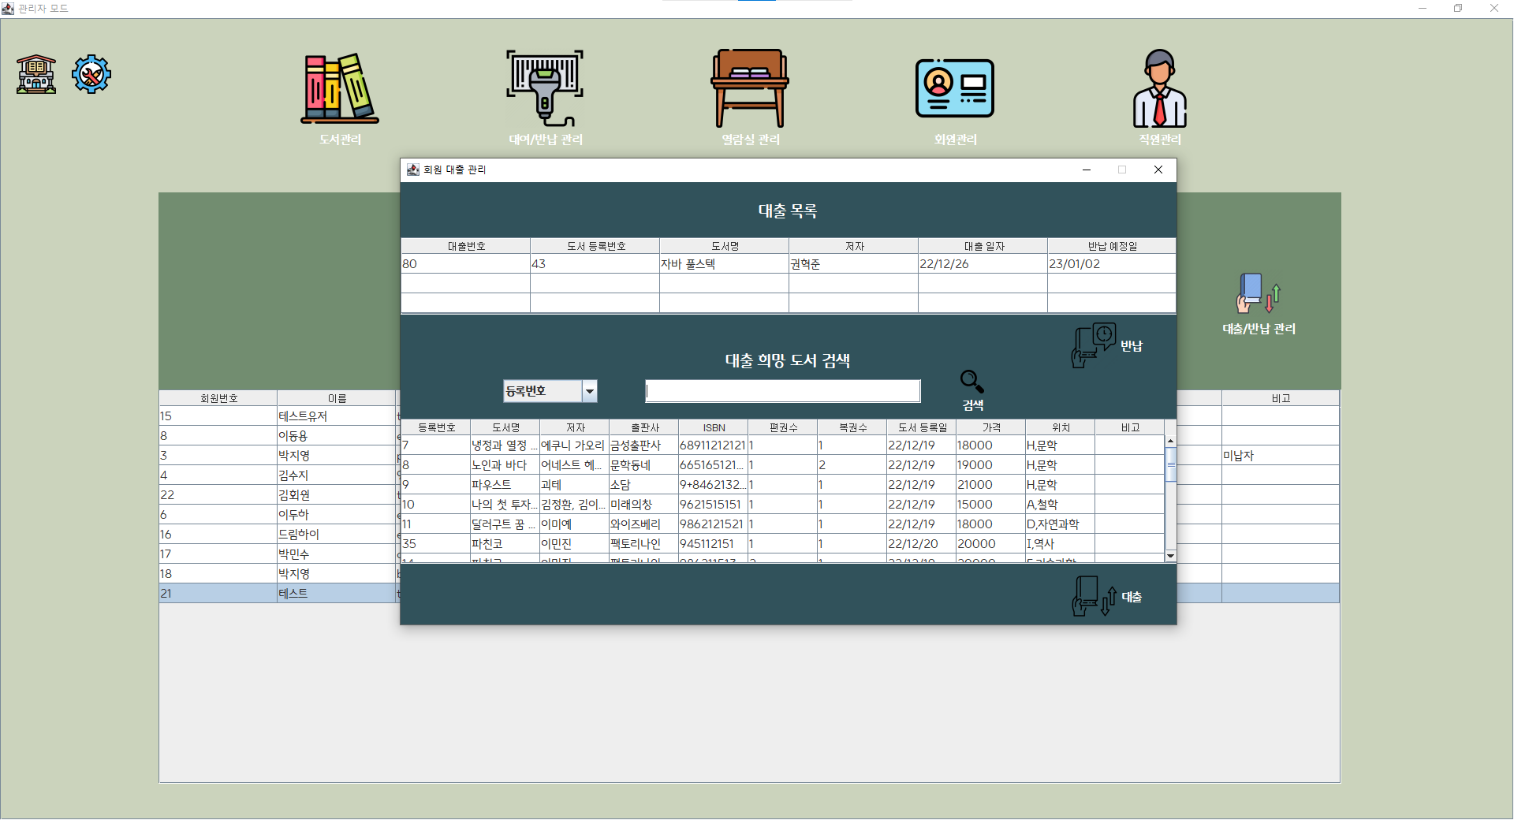 관리자 모드
도서관리
대여/반납 관리
열람실 관리
회원관리
직원관리
회원 대출 관리
대출 목록
대출번호 도서 등록번호 도서명 저자 대출 일자 반납 예정일
80 43 자바 풀스텍 권혁준 22/12/26 23/01/02
반납
대출/반납 관리
대출 희망 도서 검색
등록번호
검색
등록번호 도서명 저자 출판사 ISBN 편권수 복권수 도서 등록일 가격 위치 비고
7 냉정과 열정 ... 에쿠니 가오리 금성출판사 68911212121 1 1 22/12/19 18000 H,문학
8 노인과 바다 어네스트 헤... 문학동네 665165121... 1 2 22/12/19 19000 H,문학
9 파우스트 괴테 소담 9+8462132... 1 1 22/12/19 21000 H,문학
10 나의 첫 투자... 김정환, 김이... 미래의창 9621515151 1 1 22/12/19 15000 A,철학
11 달러구트 꿈 ... 이미예 와이즈베리 9862121521 1 1 22/12/19 18000 D,자연과학
35 파친코 이민진 팩토리나인 945112151 1 1 22/12/20 20000 I,역사
대출
회원번호 이름 비고
15 테스트유저
8 이동용
3 박지영 미납자
4 김수지
22 김회원
6 이두하
16 드림하이
17 박민수
18 박지영
21 테스트